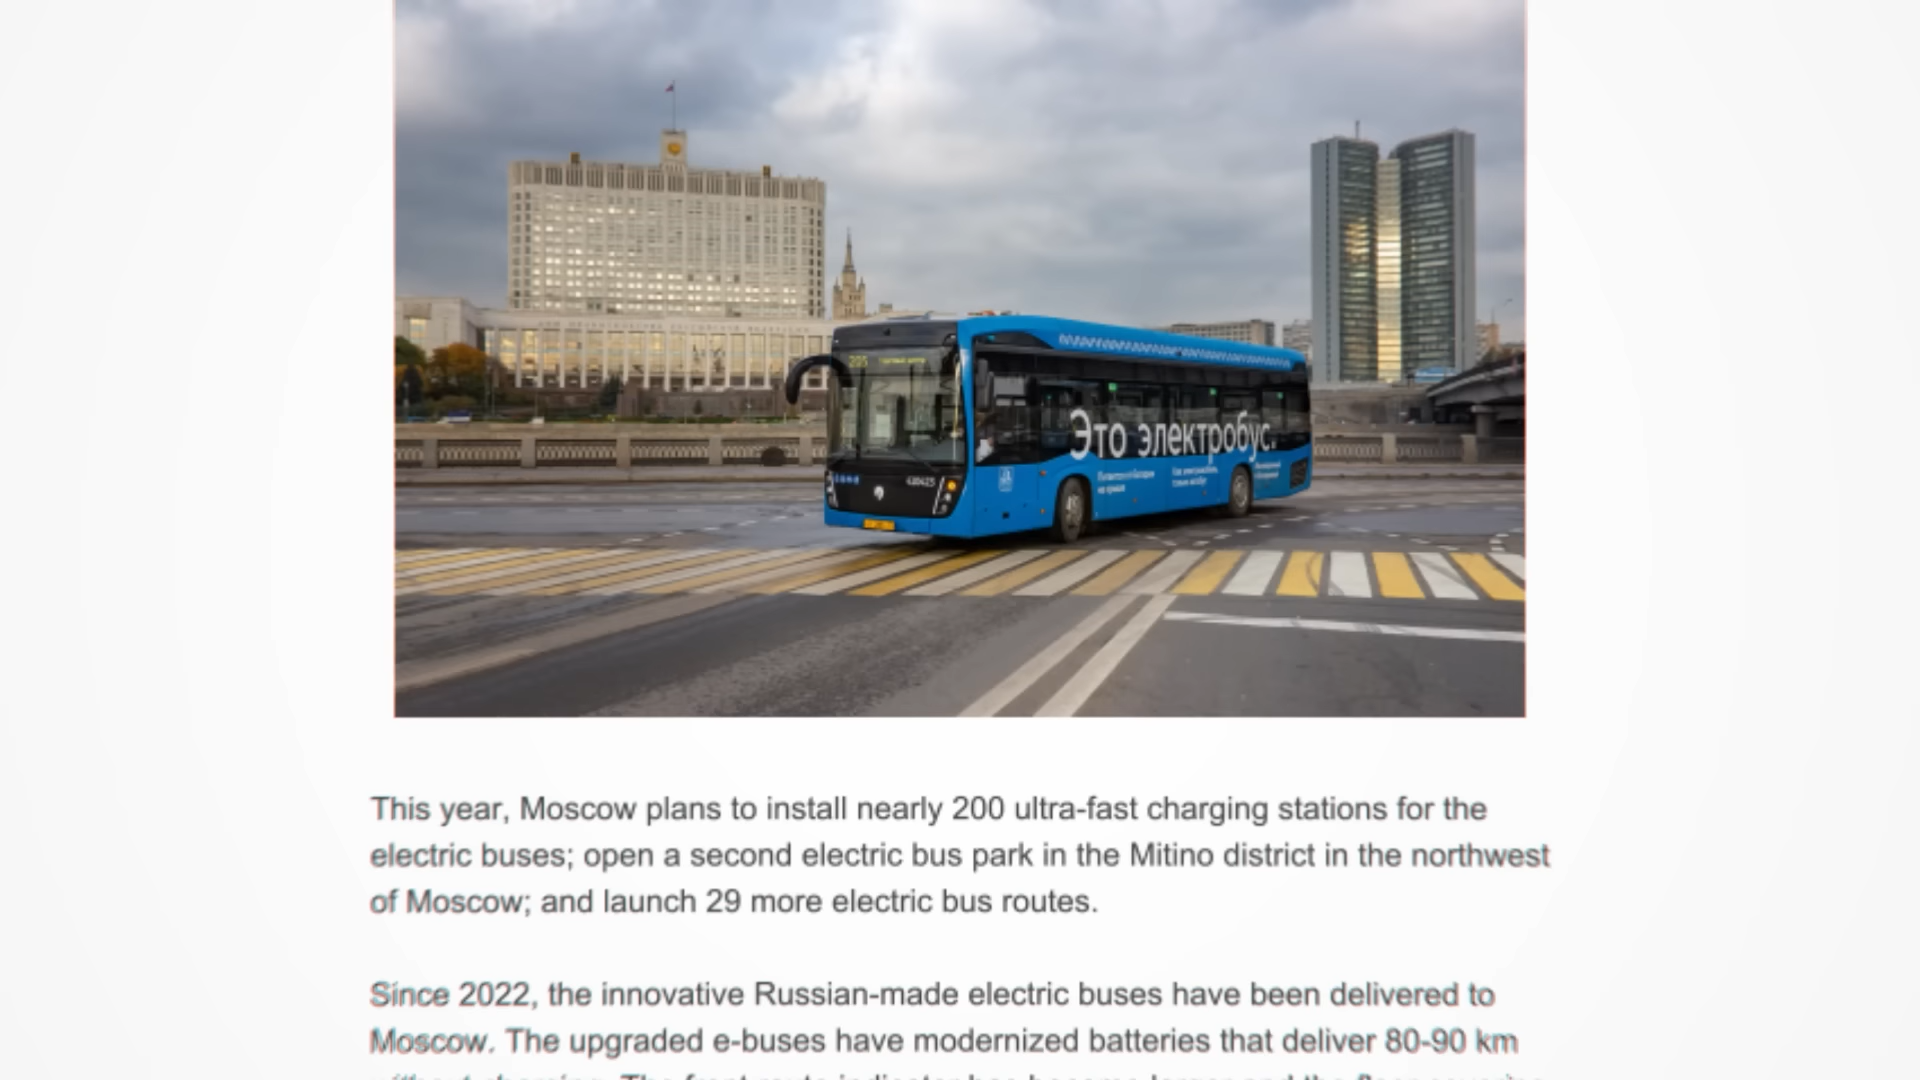 205
Это электробус.
430425
This year, Moscow plans to install nearly 200 ultra-fast charging stations for the
electric buses; open a second electric bus park in the Mitino district in the northwest
of Moscow; and launch 29 more electric bus routes.
Since 2022, the innovative Russian-made electric buses have been delivered to
Moscow. The upgraded e-buses have modernized batteries that deliver 80-90 km